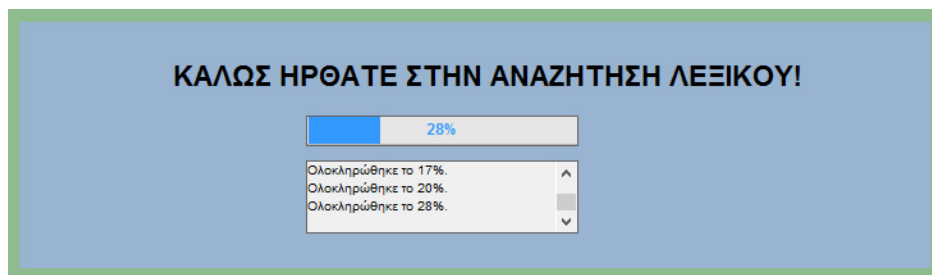 ΚΑΛΩΣ ΗΡΘΑΤΕ ΣΤΗΝ ΑΝΑΖΗΤΗΣΗ ΛΕΞΙΚΟΥ!
28%
Ολοκληρώθηκε το 17%.
Ολοκληρώθηκε το 20%.
Ολοκληρώθηκε το 28%.